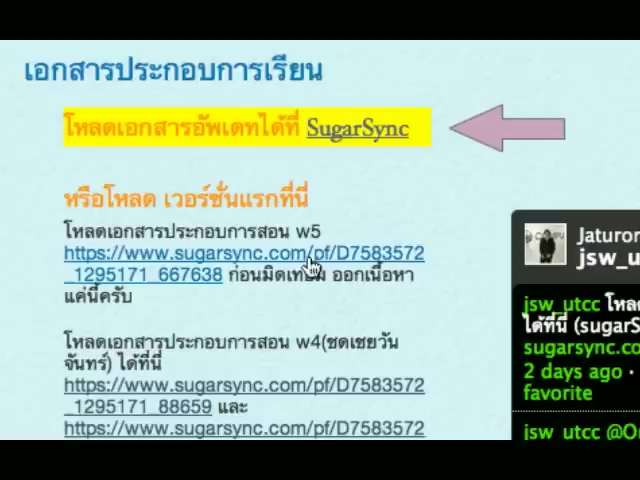 เอกสารประกอบการเรียน
โหลดเอกสารอัพเดทได้ที่ SugarSync
หรือโหลด เวอร์ชั่นแรกที่นี่
โหลดเอกสารประกอบการสอน w5
https://www.sugarsync.com/pf/D7583572
_1295171_667638 ก่อนมิดเทอม ออกเนื้อหา
แค่นี้ครับ
โหลดเอกสารประกอบการสอน w4(ชดเชยวัน
จันทร์) ได้ที่นี่
https://www.sugarsync.com/pf/D7583572
_1295171_88659 และ
https://www.sugarsync.com/pf/D7583572
Jaturon
jsw_u
jsw_utcc โหล
ได้ที่นี่ (sugarS
sugarsync.co
2 days ago ·
favorite
jsw_utcc @O